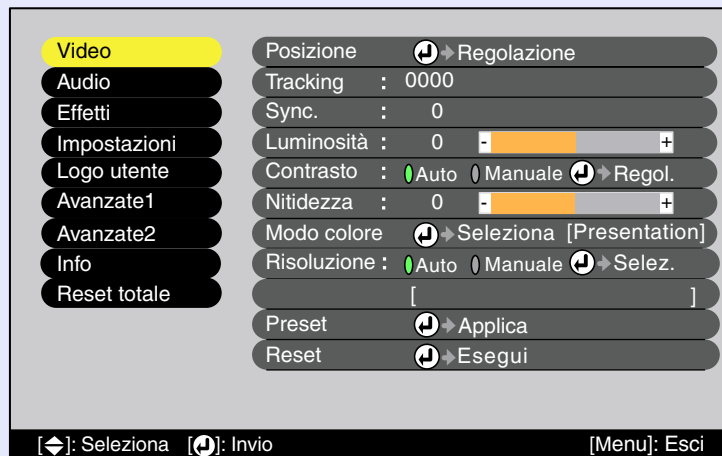 Video
Audio
Effetti
Impostazioni
Logo utente
Avanzate1
Avanzate2
Info
Reset totale
Posizione Regolazione
Tracking : 0000
Sync. : 0
Luminosità : 0 - +
Contrasto : Auto Manuale Regol.
Nitidezza : 0 - +
Modo colore Seleziona [Presentation]
Risoluzione : Auto Manuale Selez.
[ ]
Preset Applica
Reset Esegui
[ ]: Seleziona [ ]: Invio [Menu]: Esci